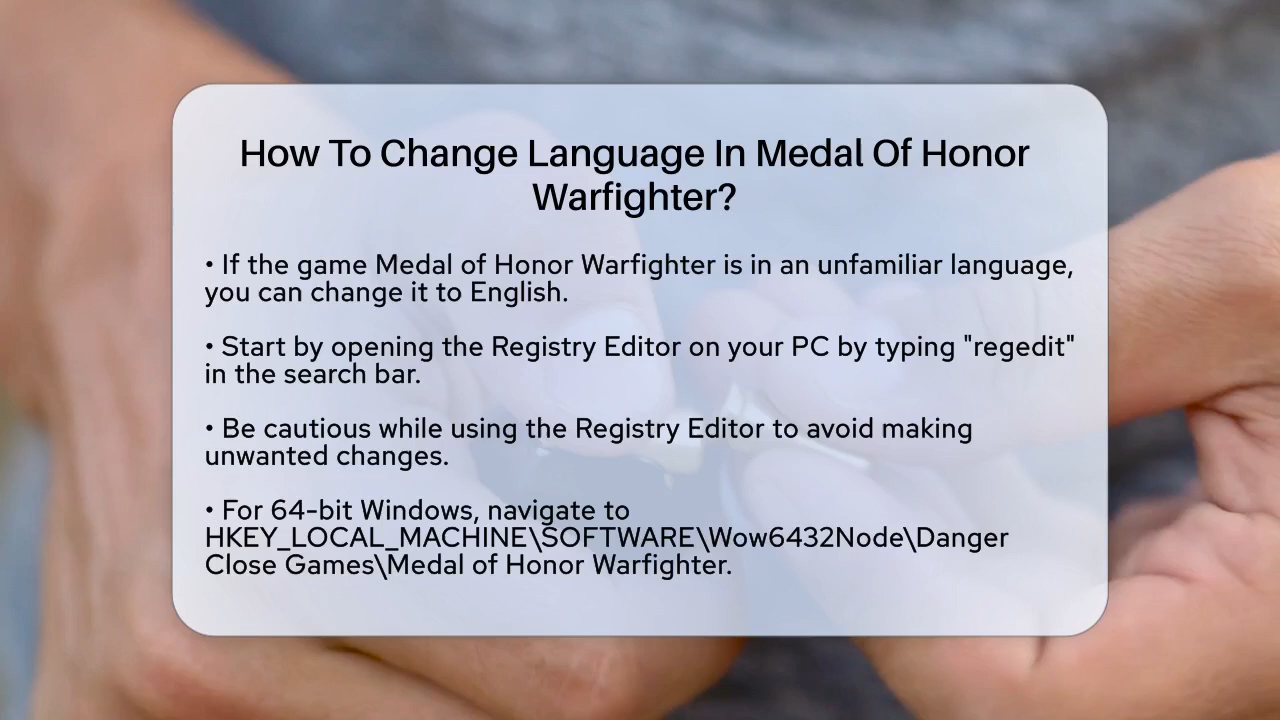 How To Change Language In Medal Of Honor
Warfighter?
• If the game Medal of Honor Warfighter is in an unfamiliar language,
you can change it to English.
• Start by opening the Registry Editor on your PC by typing "regedit"
in the search bar.
• Be cautious while using the Registry Editor to avoid making
unwanted changes.
• For 64-bit Windows, navigate to
HKEY_LOCAL_MACHINE\SOFTWARE\Wow6432Node\Danger
Close Games\Medal of Honor Warfighter.